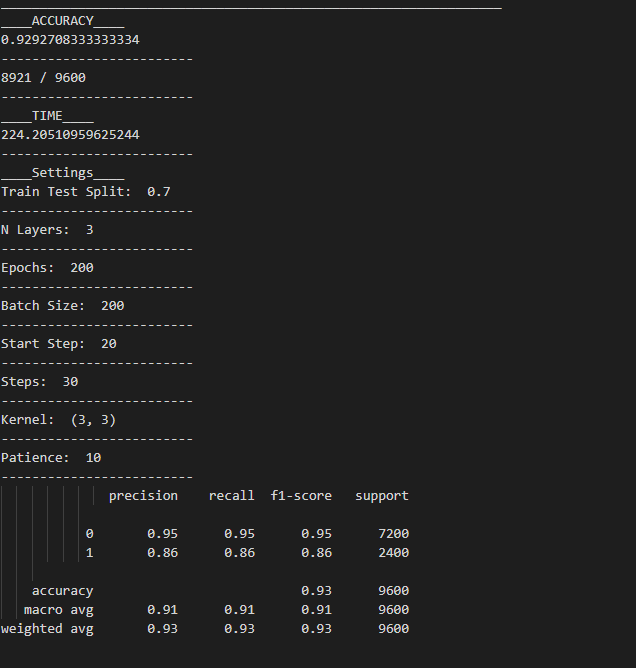 ____ACCURACY____
0.9292708333333334
-------------------------
8921 / 9600
-------------------------
____TIME____
224.20510959625244
-------------------------
____Settings____
Train Test Split:  0.7
-------------------------
N Layers:  3
-------------------------
Epochs:  200
-------------------------
Batch Size:  200
-------------------------
Start Step:  20
-------------------------
Steps:  30
-------------------------
Kernel:  (3, 3)
-------------------------
Patience:  10
-------------------------
              precision    recall  f1-score   support

           0       0.95      0.95      0.95      7200
           1       0.86      0.86      0.86      2400

    accuracy                           0.93      9600
   macro avg       0.91      0.91      0.91      9600
weighted avg       0.93      0.93      0.93      9600